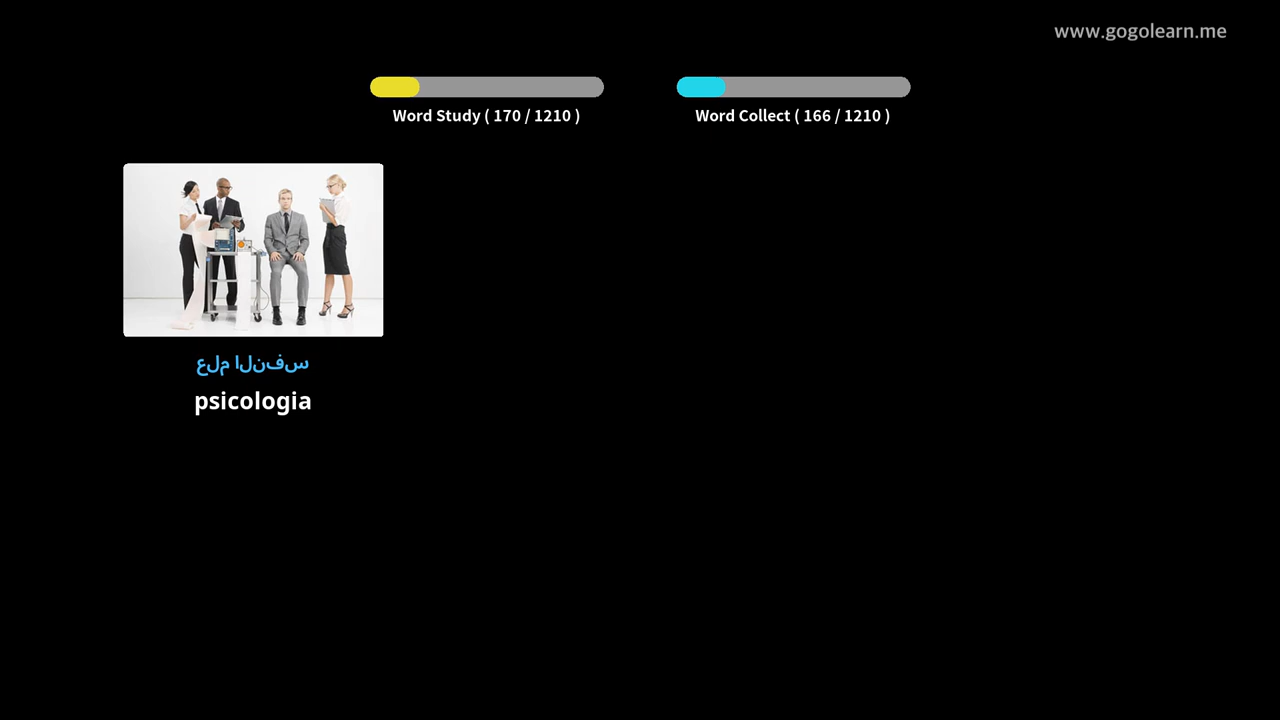 www.gogolearn.me
Word Study ( 170 / 1210 )
Word Collect ( 166 / 1210 )
علم النفس
psicologia